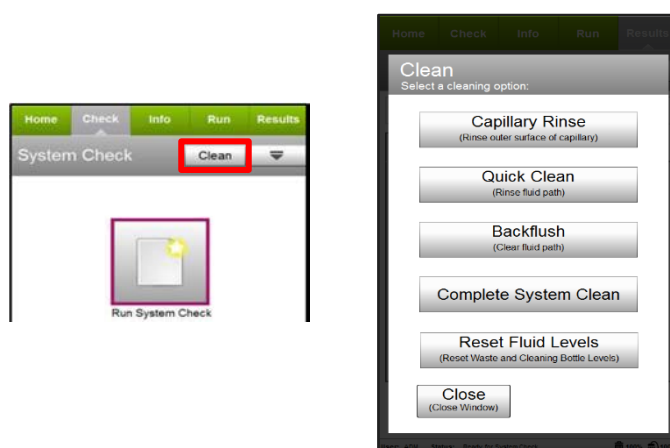 Home Check Info Run Results
System Check Clean
Run System Check
Home Check Info Run Results
Clean
Select a cleaning option:
Capillary Rinse
(Rinse outer surface of capillary)
Quick Clean
(Rinse fluid path)
Backflush
(Clear fluid path)
Complete System Clean
Reset Fluid Levels
(Reset Waste and Cleaning Bottle Levels)
Close
(Close Window)